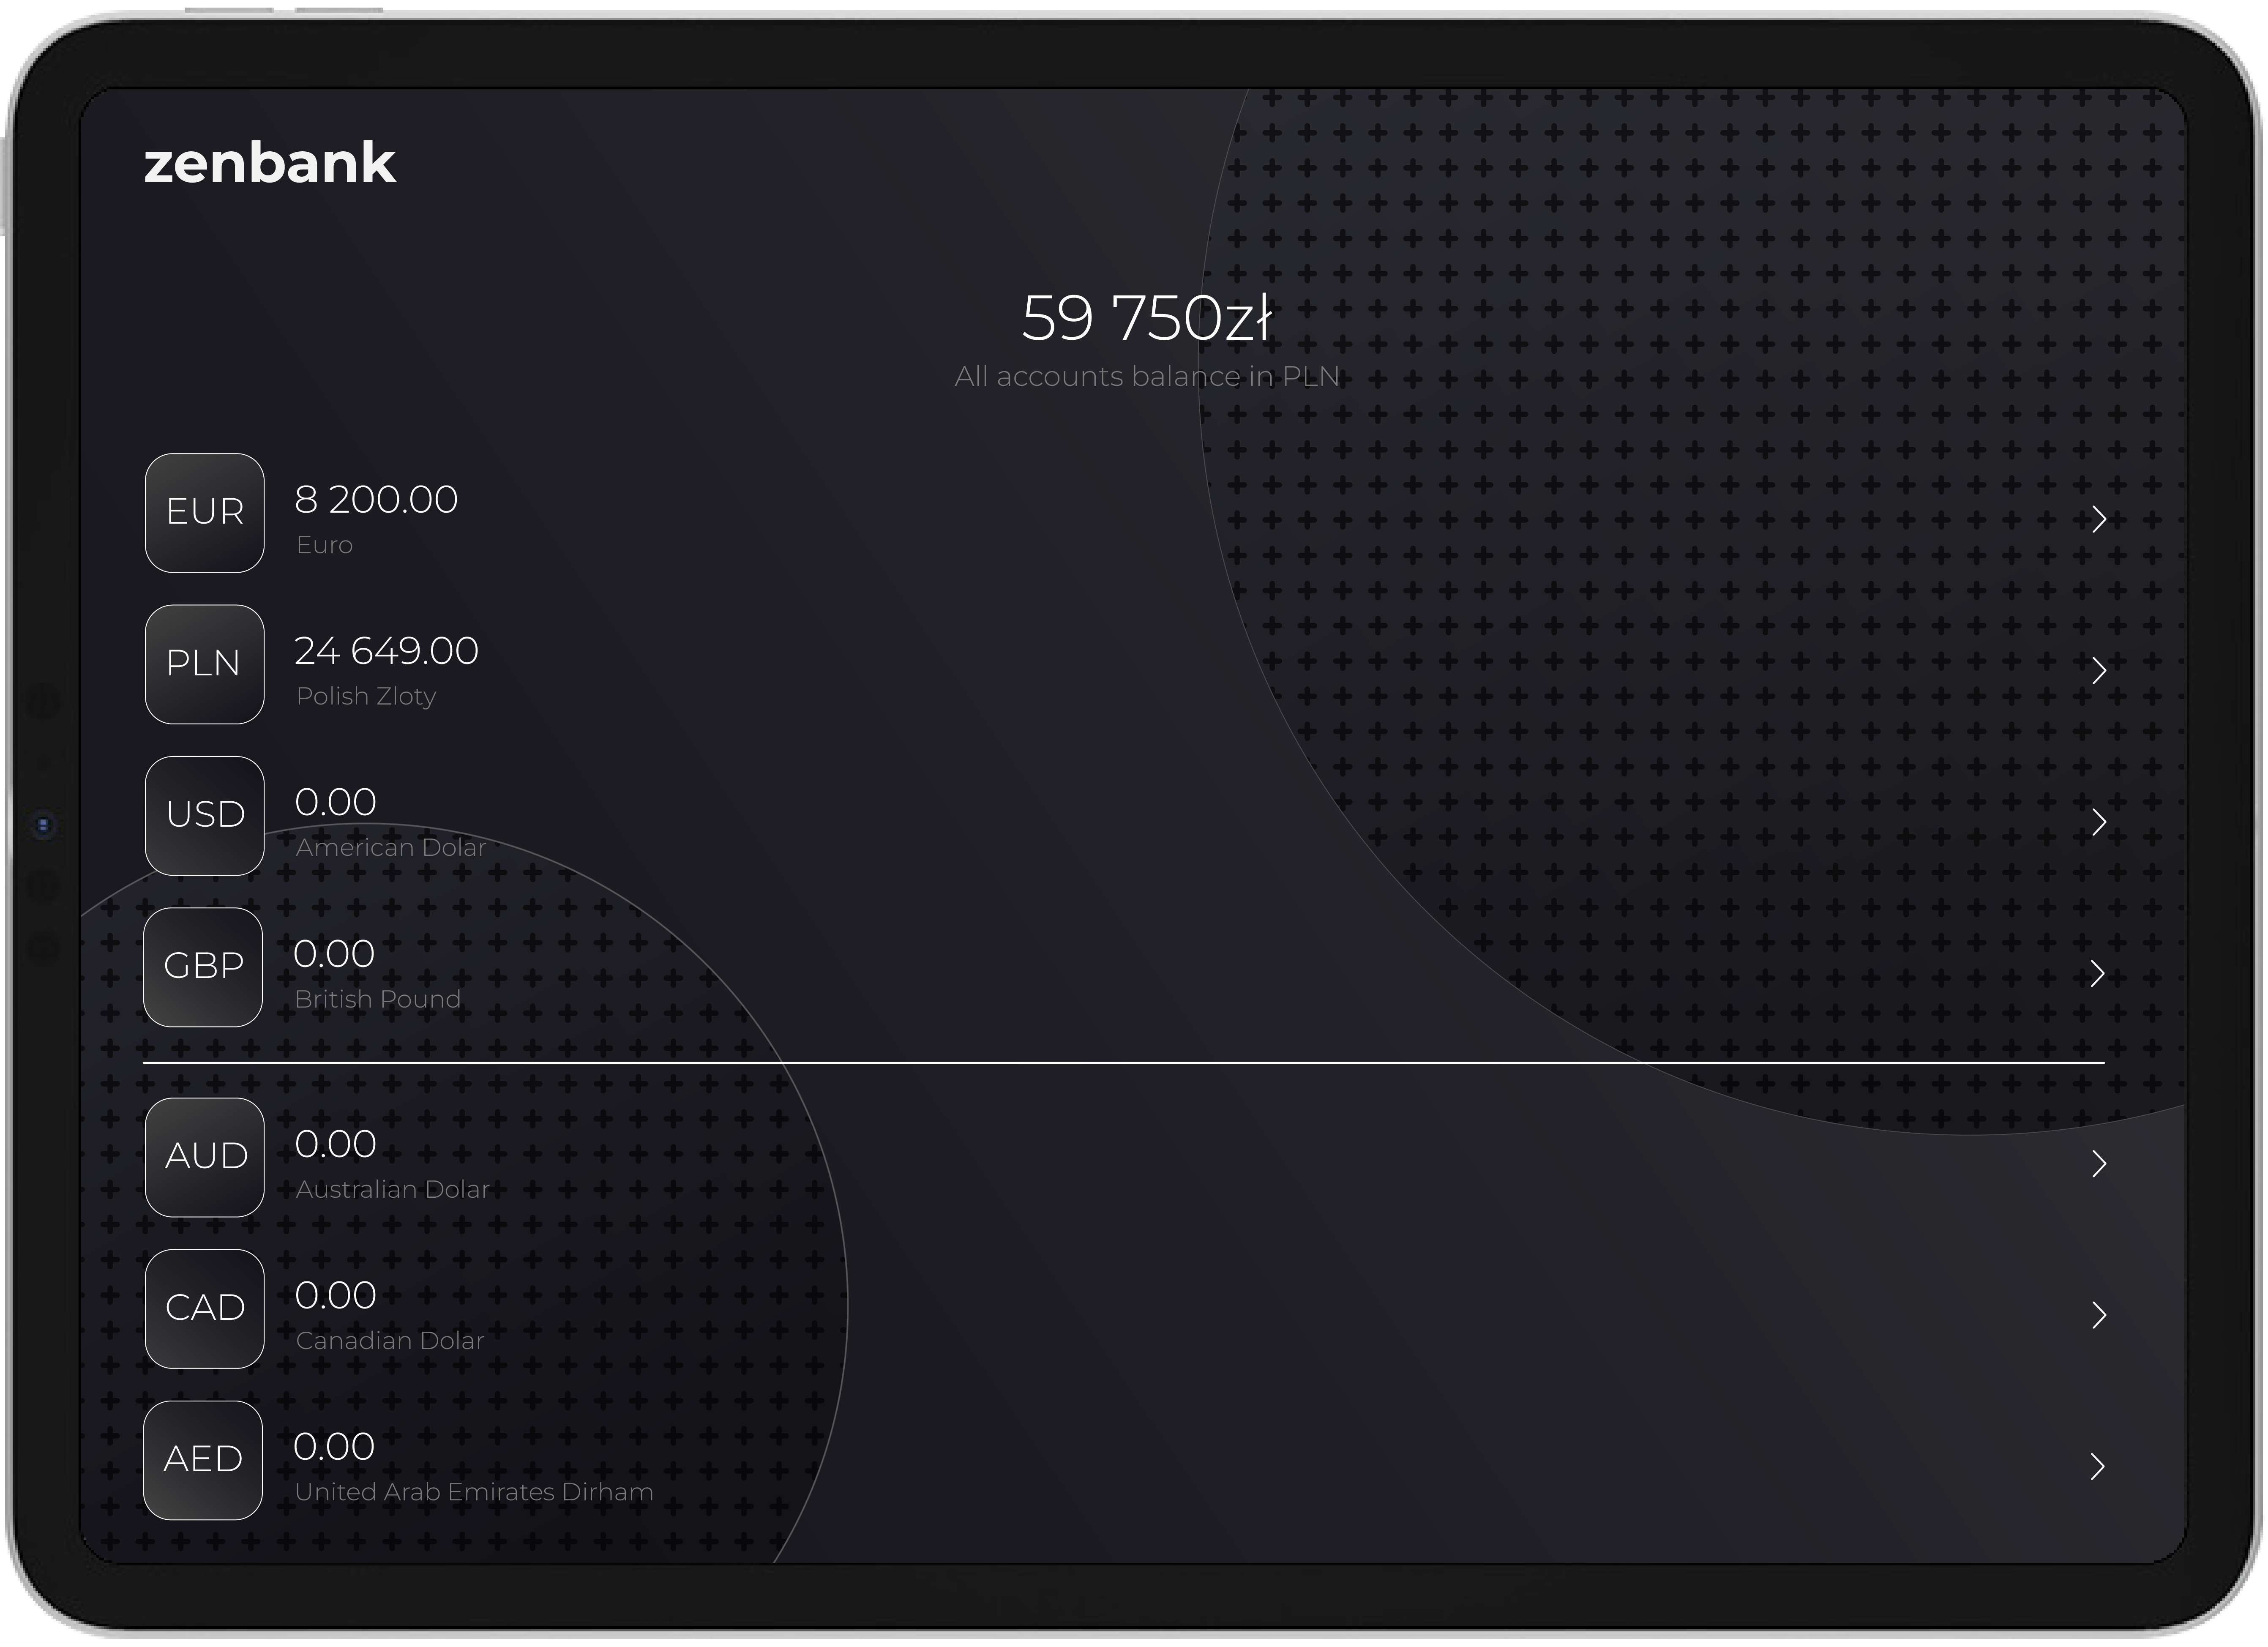 zenbank
59 750zł
All accounts balance in PLN
EUR
8 200.00
Euro
PLN
24 649.00
Polish Zloty
USD
0.00
American Dolar
GBP
0.00
British Pound
AUD
0.00
Australian Dolar
CAD
0.00
Canadian Dolar
AED
0.00
United Arab Emirates Dirham